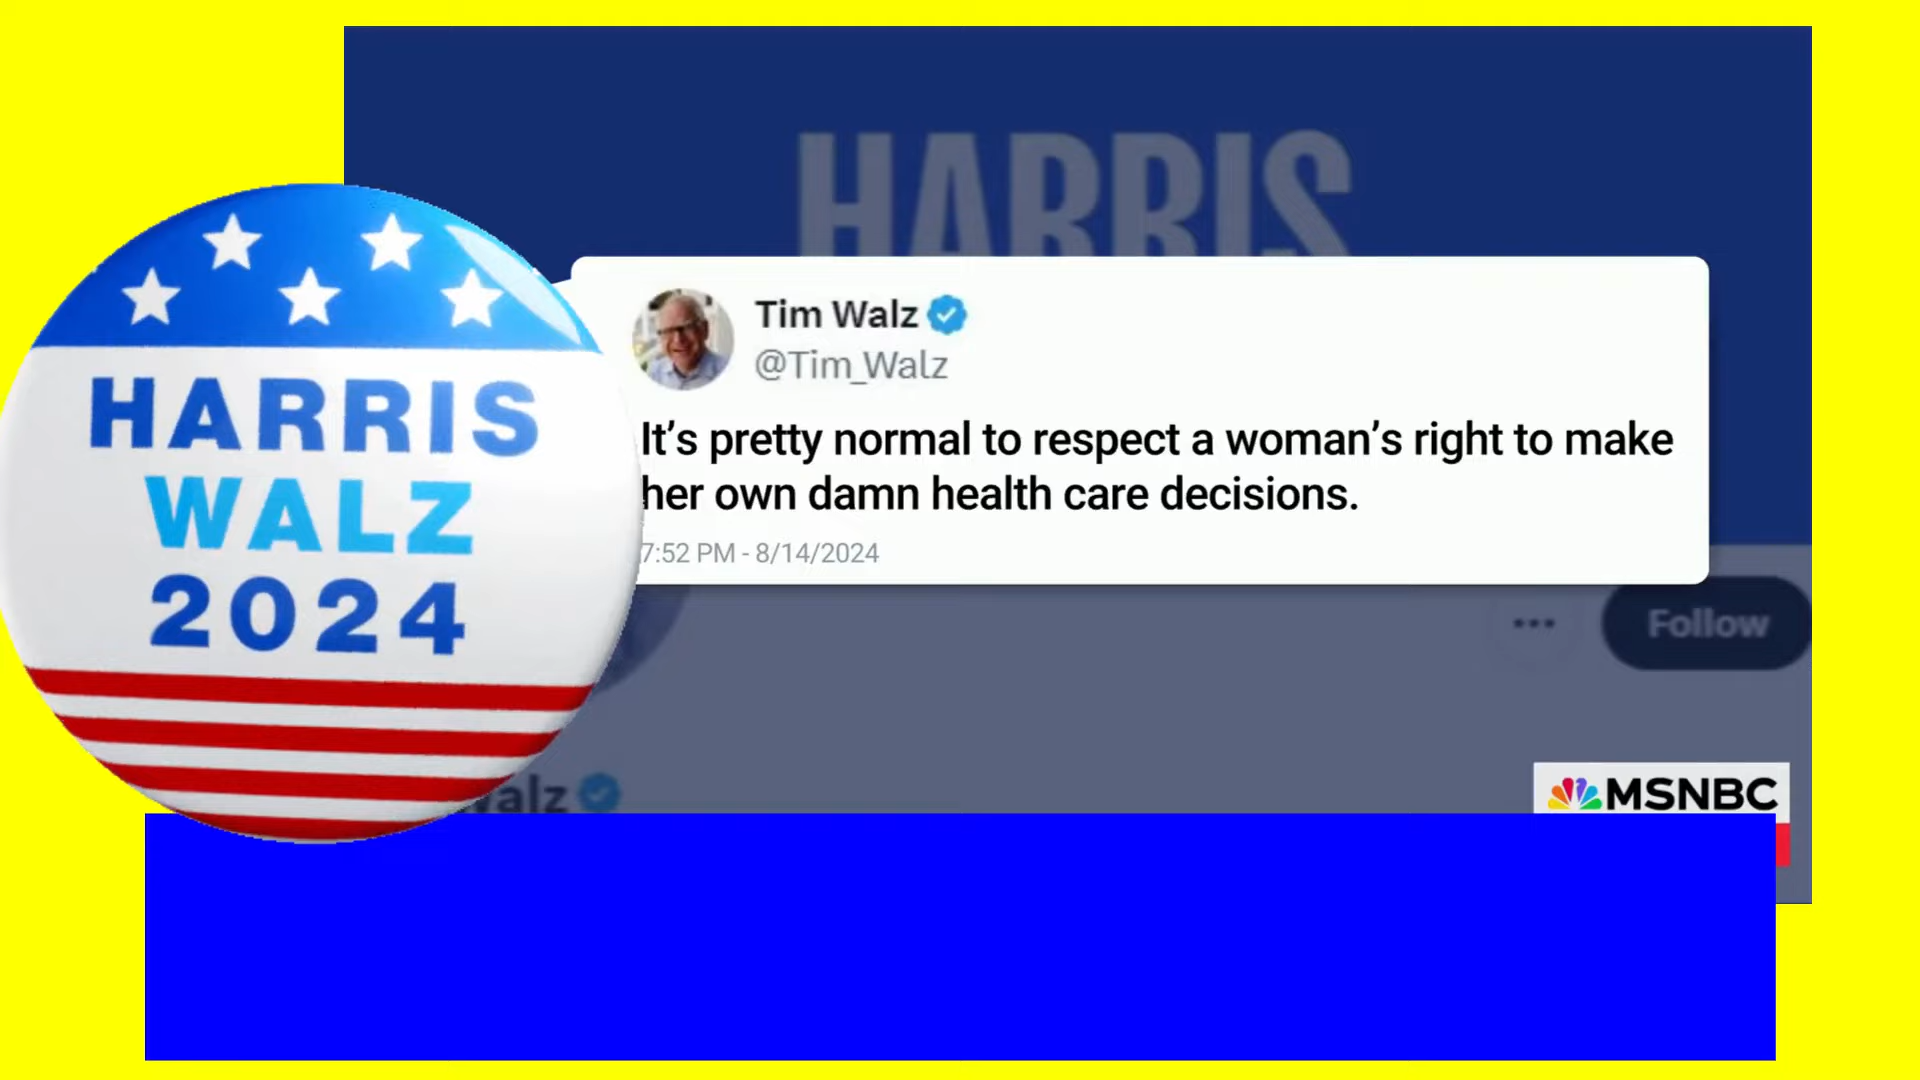 HARRIS
HARRIS
WALZ
2024
Tim Walz
@Tim_Walz
It’s pretty normal to respect a woman’s right to make
her own damn health care decisions.
7:52 PM - 8/14/2024
Follow
Walz
MSNBC